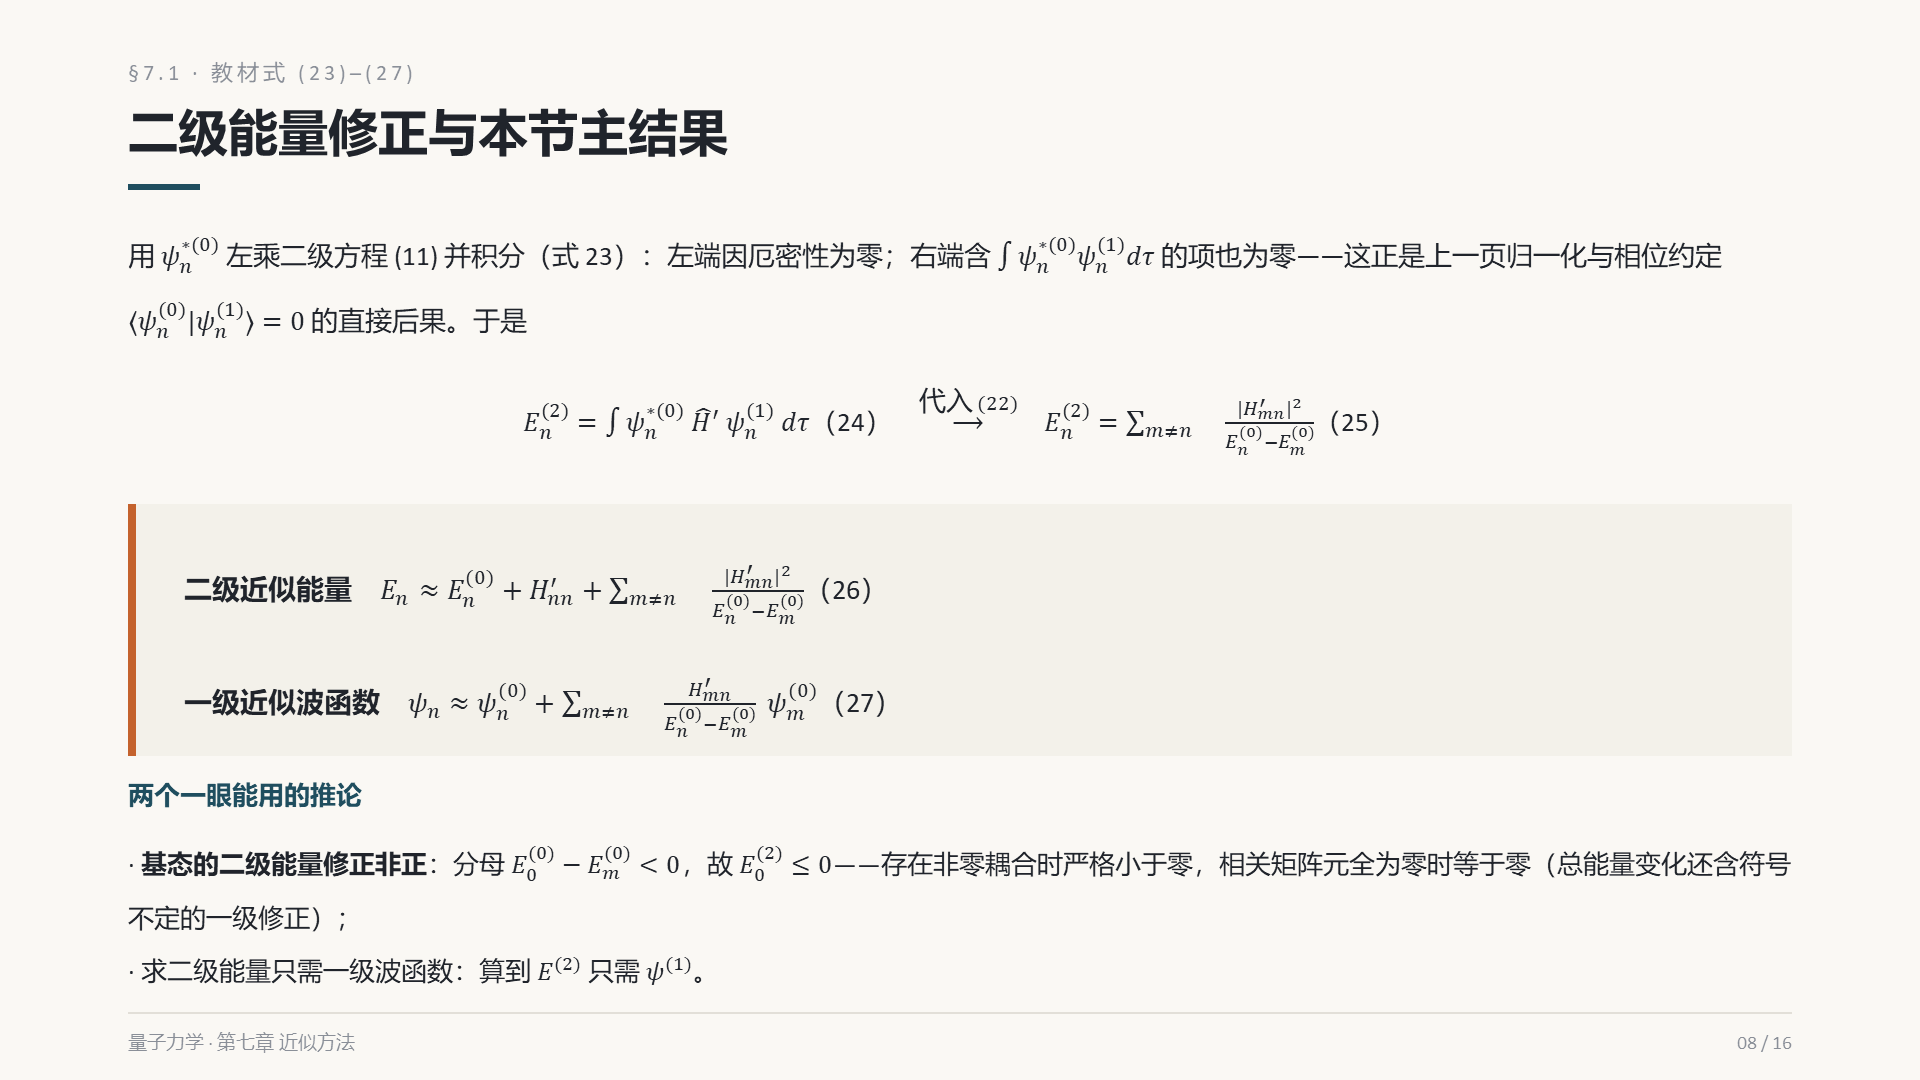 §7.1 · 教材式 (23)–(27)
二级能量修正与本节主结果
用 ψ_n^{*(0)} 左乘二级方程 (11) 并积分（式 23）：左端因厄密性为零；右端含 ∫ ψ_n^{*(0)} ψ_n^{(1)} dτ 的项也为零——这正是上一页归一化与相位约定
⟨ψ_n^{(0)}|ψ_n^{(1)}⟩ = 0 的直接后果。于是
E_n^{(2)} = ∫ ψ_n^{*(0)} Ĥ′ ψ_n^{(1)} dτ（24） \xrightarrow{代入(22)} E_n^{(2)} = ∑_{m≠n} \frac{|H′_{mn}|^2}{E_n^{(0)}−E_m^{(0)}}（25）
二级近似能量 E_n ≈ E_n^{(0)} + H′_{nn} + ∑_{m≠n} \frac{|H′_{mn}|^2}{E_n^{(0)}−E_m^{(0)}}（26）
一级近似波函数 ψ_n ≈ ψ_n^{(0)} + ∑_{m≠n} \frac{H′_{mn}}{E_n^{(0)}−E_m^{(0)}} ψ_m^{(0)}（27）
两个一眼能用的推论
· 基态的二级能量修正非正：分母 E_0^{(0)} − E_m^{(0)} < 0，故 E_0^{(2)} ≤ 0——存在非零耦合时严格小于零，相关矩阵元全为零时等于零（总能量变化还含符号
不定的一级修正）；
· 求二级能量只需一级波函数：算到 E^{(2)} 只需 ψ^{(1)}。
量子力学 · 第七章 近似方法
08 / 16